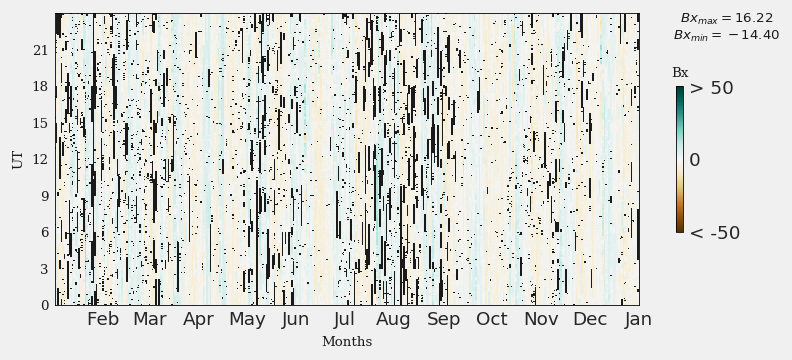 Bx_max = 16.22
Bx_min = −14.40
Bx
> 50
0
< -50
UT
21
18
15
12
9
6
3
0
Feb Mar Apr May Jun Jul Aug Sep Oct Nov Dec Jan
Months